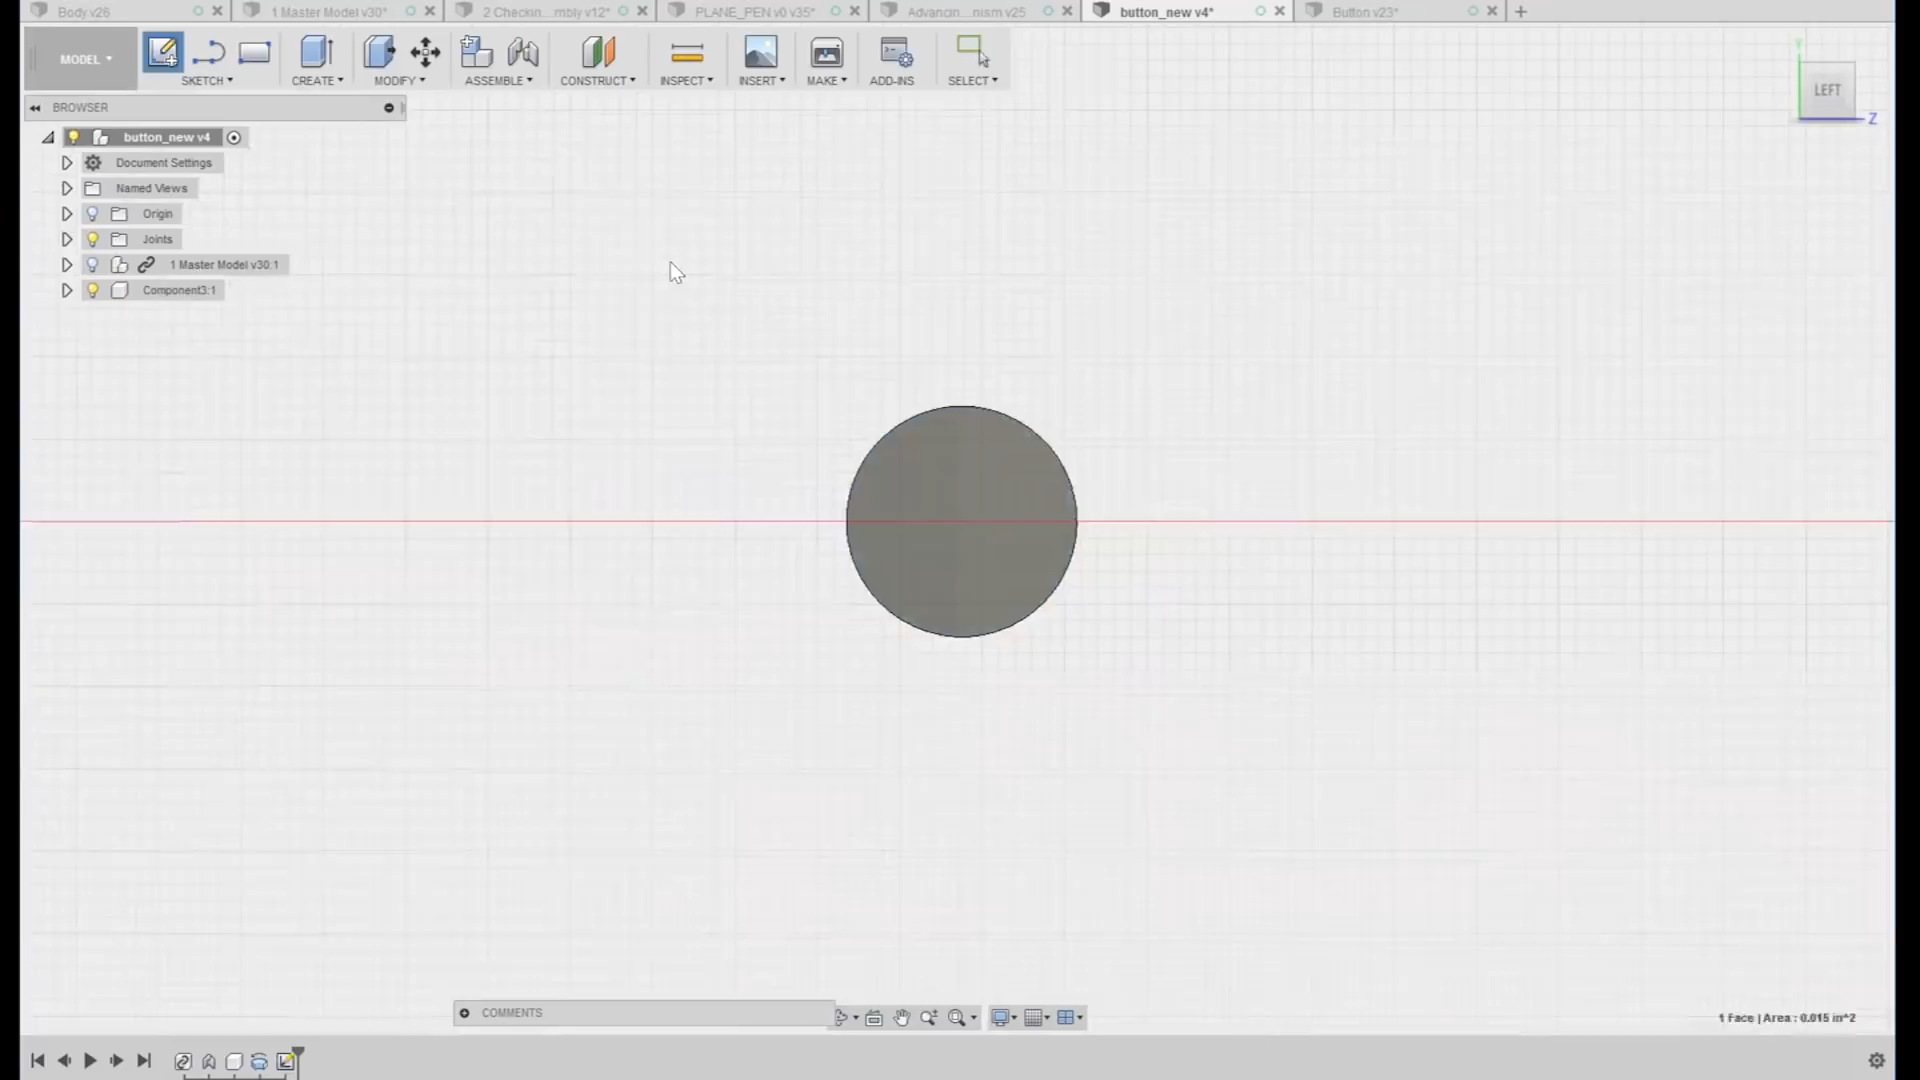 Body v26
1 Master Model v30*
2 Checkin...mbly v12*
PLANE_PEN v0 v35*
Advancin...nism v25
button_new v4*
Button v23*
MODEL
SKETCH
CREATE
MODIFY
ASSEMBLE
CONSTRUCT
INSPECT
INSERT
MAKE
ADD-INS
SELECT
BROWSER
button_new v4
Document Settings
Named Views
Origin
Joints
1 Master Model v30:1
Component3:1
Y
LEFT
Z
COMMENTS
1 Face | Area : 0.015 in^2